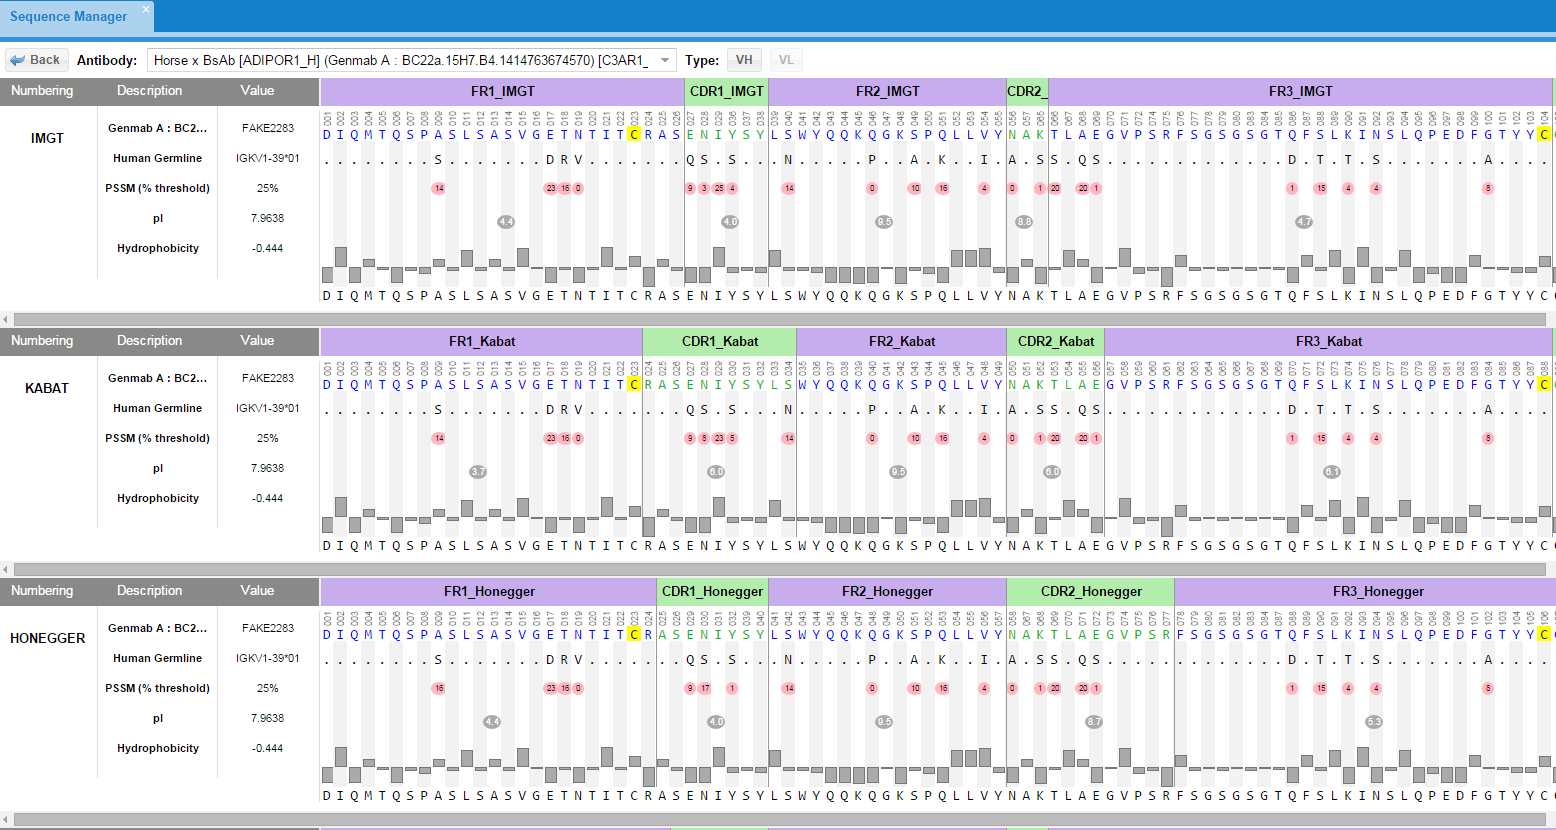 Sequence Manager ×
Back Antibody: Horse x BsAb [ADIPOR1_H] (Genmab A : BC22a.15H7.B4.1414763674570) [C3AR1_ Type: VH VL
Numbering Description Value FR1_IMGT CDR1_IMGT FR2_IMGT CDR2_ FR3_IMGT
IMGT
Genmab A : BC2... FAKE2283 D I Q M T Q S P A S L S A S V G E T N T I T C R A S E N I Y S Y L S W Y Q Q K Q G K S P Q L L V Y N A K T L A E G V P S R F S G S G S G T Q F S L K I N S L Q P E D F G T Y Y C
Human Germline IGKV1-39*01 . . . . . . . . S . . . . . . . D R V . . . . . . . Q S . S . . . N . . . . . P . . A . K . . I . A . S S . Q S . . . . . . . . . . . . . D . T . T . S . . . . . . . A . . . .
PSSM (% threshold) 25% 14 23 16 0 9 3 25 4 14 0 10 16 4 0 1 20 20 1 1 15 4 4 8
pI 7.9638 4.4 4.0 9.5 8.8 4.7
Hydrophobicity -0.444
D I Q M T Q S P A S L S A S V G E T N T I T C R A S E N I Y S Y L S W Y Q Q K Q G K S P Q L L V Y N A K T L A E G V P S R F S G S G S G T Q F S L K I N S L Q P E D F G T Y Y C
Numbering Description Value FR1_Kabat CDR1_Kabat FR2_Kabat CDR2_Kabat FR3_Kabat
KABAT
Genmab A : BC2... FAKE2283 D I Q M T Q S P A S L S A S V G E T N T I T C R A S E N I Y S Y L S W Y Q Q K Q G K S P Q L L V Y N A K T L A E G V P S R F S G S G S G T Q F S L K I N S L Q P E D F G T Y Y C
Human Germline IGKV1-39*01 . . . . . . . . S . . . . . . . D R V . . . . . . . Q S . S . . . N . . . . . P . . A . K . . I . A . S S . Q S . . . . . . . . . . . . . D . T . T . S . . . . . . . A . . . .
PSSM (% threshold) 25% 14 23 16 0 9 8 23 5 14 0 10 16 4 0 1 20 20 1 1 15 4 4 8
pI 7.9638 3.7 6.0 9.5 6.0 6.1
Hydrophobicity -0.444
D I Q M T Q S P A S L S A S V G E T N T I T C R A S E N I Y S Y L S W Y Q Q K Q G K S P Q L L V Y N A K T L A E G V P S R F S G S G S G T Q F S L K I N S L Q P E D F G T Y Y C
Numbering Description Value FR1_Honegger CDR1_Honegger FR2_Honegger CDR2_Honegger FR3_Honegger
HONEGGER
Genmab A : BC2... FAKE2283 D I Q M T Q S P A S L S A S V G E T N T I T C R A S E N I Y S Y L S W Y Q Q K Q G K S P Q L L V Y N A K T L A E G V P S R F S G S G S G T Q F S L K I N S L Q P E D F G T Y Y C
Human Germline IGKV1-39*01 . . . . . . . . S . . . . . . . D R V . . . . . . . Q S . S . . . N . . . . . P . . A . K . . I . A . S S . Q S . . . . . . . . . . . . . D . T . T . S . . . . . . . A . . . .
PSSM (% threshold) 25% 16 23 16 0 9 17 1 14 0 10 16 4 0 1 20 20 1 1 15 4 4 8
pI 7.9638 4.4 4.0 9.5 8.7 5.3
Hydrophobicity -0.444
D I Q M T Q S P A S L S A S V G E T N T I T C R A S E N I Y S Y L S W Y Q Q K Q G K S P Q L L V Y N A K T L A E G V P S R F S G S G S G T Q F S L K I N S L Q P E D F G T Y Y C